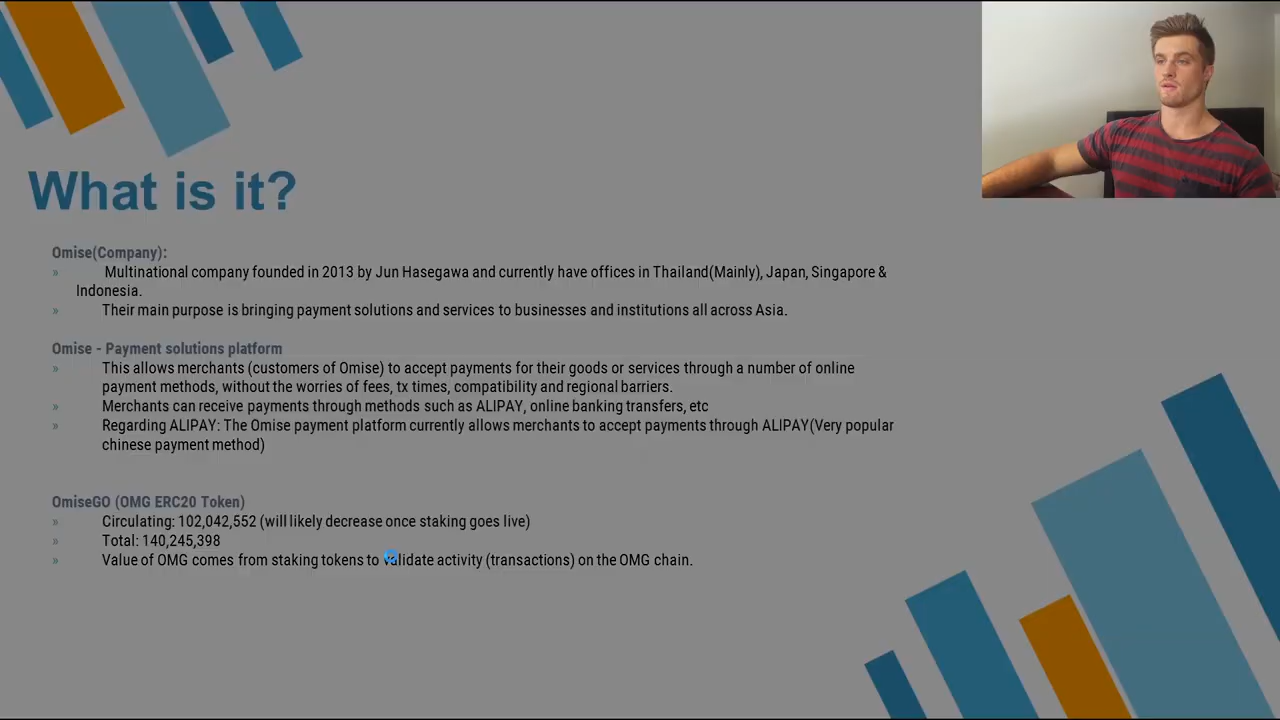 What is it?
Omise(Company):
» Multinational company founded in 2013 by Jun Hasegawa and currently have offices in Thailand(Mainly), Japan, Singapore &
Indonesia.
» Their main purpose is bringing payment solutions and services to businesses and institutions all across Asia.
Omise - Payment solutions platform
» This allows merchants (customers of Omise) to accept payments for their goods or services through a number of online
payment methods, without the worries of fees, tx times, compatibility and regional barriers.
» Merchants can receive payments through methods such as ALIPAY, online banking transfers, etc
» Regarding ALIPAY: The Omise payment platform currently allows merchants to accept payments through ALIPAY(Very popular
chinese payment method)
OmiseGO (OMG ERC20 Token)
» Circulating: 102,042,552 (will likely decrease once staking goes live)
» Total: 140,245,398
» Value of OMG comes from staking tokens to validate activity (transactions) on the OMG chain.